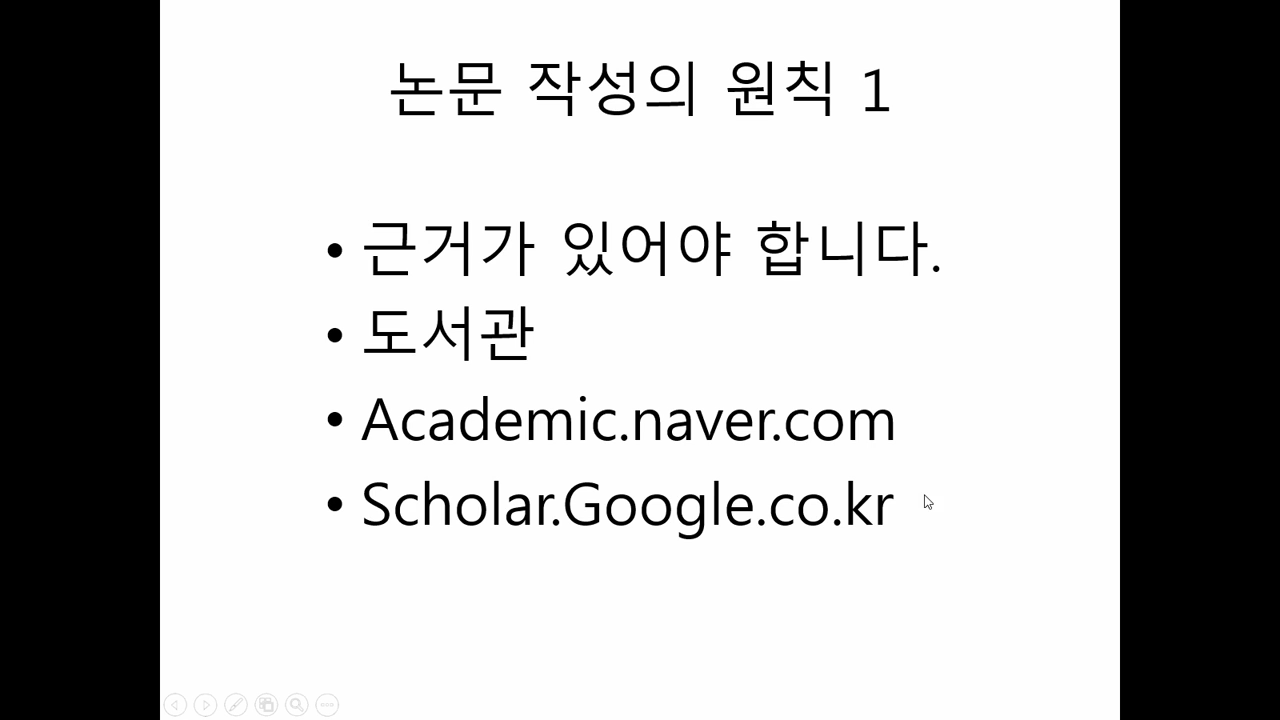 논문 작성의 원칙 1
• 근거가 있어야 합니다.
• 도서관
• Academic.naver.com
• Scholar.Google.co.kr